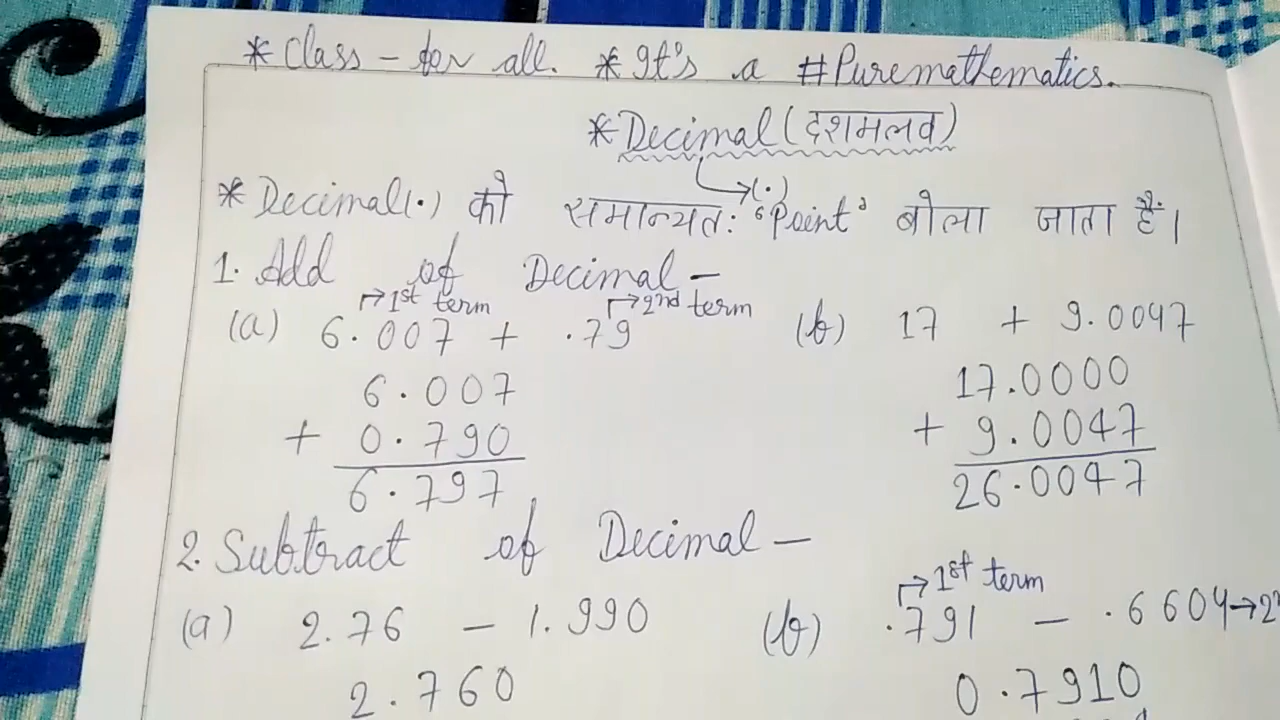 * Class - for all. * It's a #Puremathematics.
* Decimal (दशमलव)
→(.)
* Decimal(.) को समान्यत: 'Point' बोला जाता हैं।
1. Add of Decimal -
→1st term →2nd term
(a) 6.007 + .79
6.007
+ 0.790
6.797
(b) 17 + 9.0047
17.0000
+ 9.0047
26.0047
2. Subtract of Decimal -
(a) 2.76 - 1.990
2.760
→1st term
(b) .791 - .6604→2
0.7910